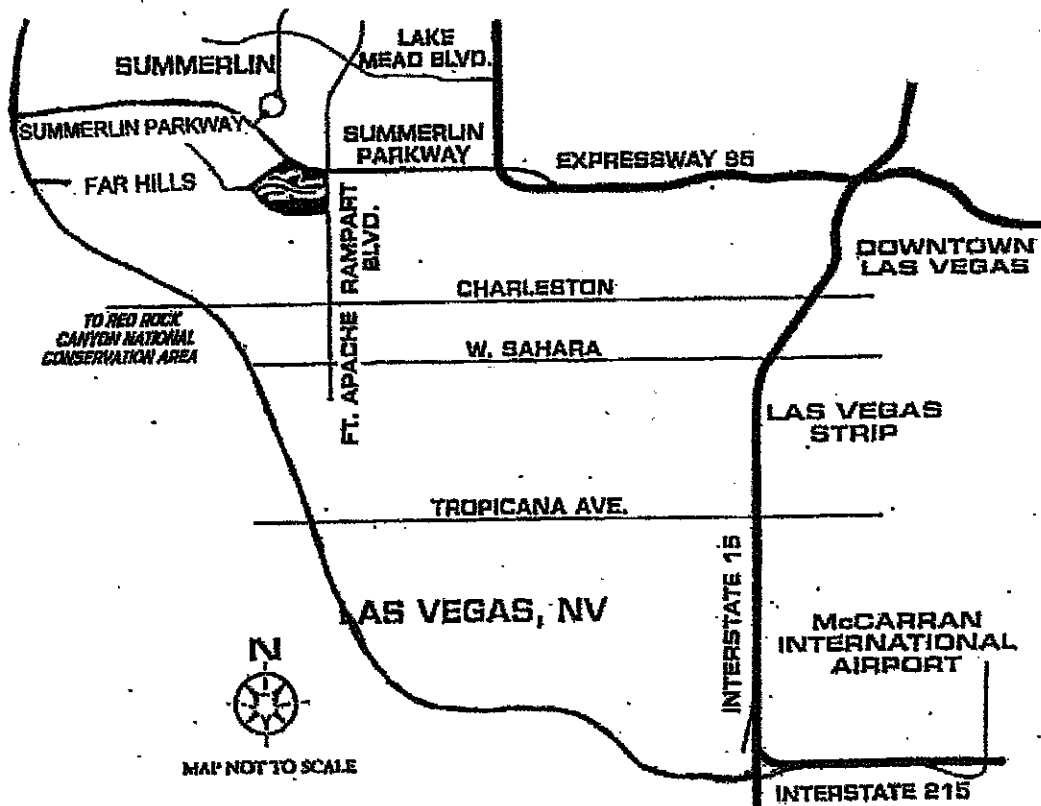 LAKE
MEAD BLVD.
SUMMERLIN
SUMMERLIN PARKWAY
SUMMERLIN
PARKWAY
EXPRESSWAY 95
FAR HILLS
RAMPART
BLVD.
DOWNTOWN
LAS VEGAS
CHARLESTON
TO RED ROCK
CANYON NATIONAL
CONSERVATION AREA
W. SAHARA
FT. APACHE
LAS VEGAS
STRIP
TROPICANA AVE.
INTERSTATE 15
LAS VEGAS, NV
McCARRAN
INTERNATIONAL
AIRPORT
N
MAP NOT TO SCALE
INTERSTATE 215